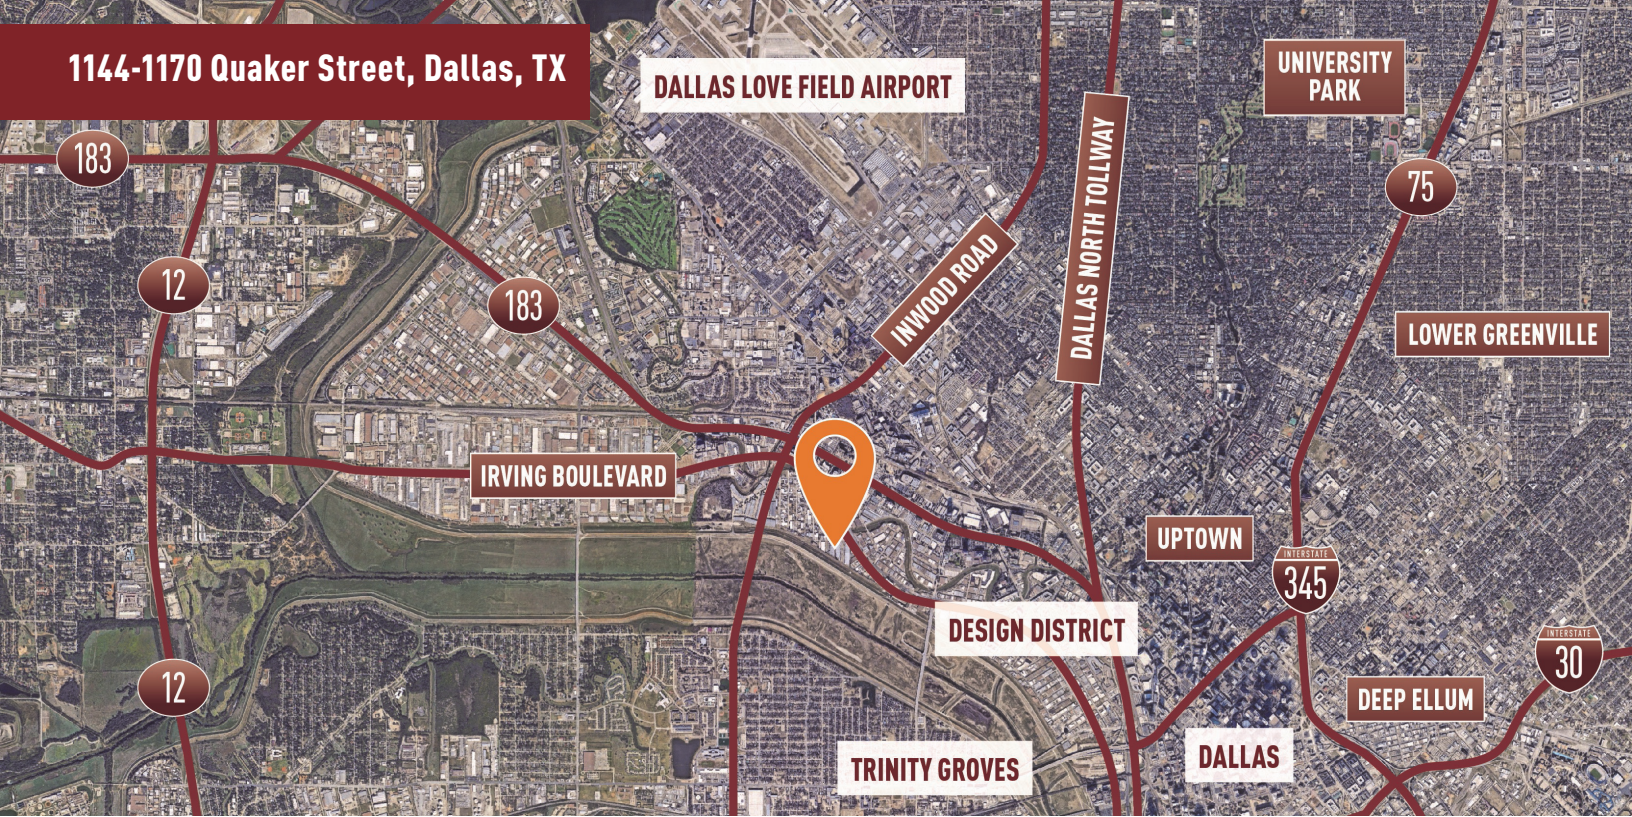 1144-1170 Quaker Street, Dallas, TX
DALLAS LOVE FIELD AIRPORT
UNIVERSITY
PARK
183
75
DALLAS NORTH TOLLWAY
12
INWOOD ROAD
183
LOWER GREENVILLE
IRVING BOULEVARD
UPTOWN
INTERSTATE
345
DESIGN DISTRICT
INTERSTATE
30
12
DEEP ELLUM
DALLAS
TRINITY GROVES